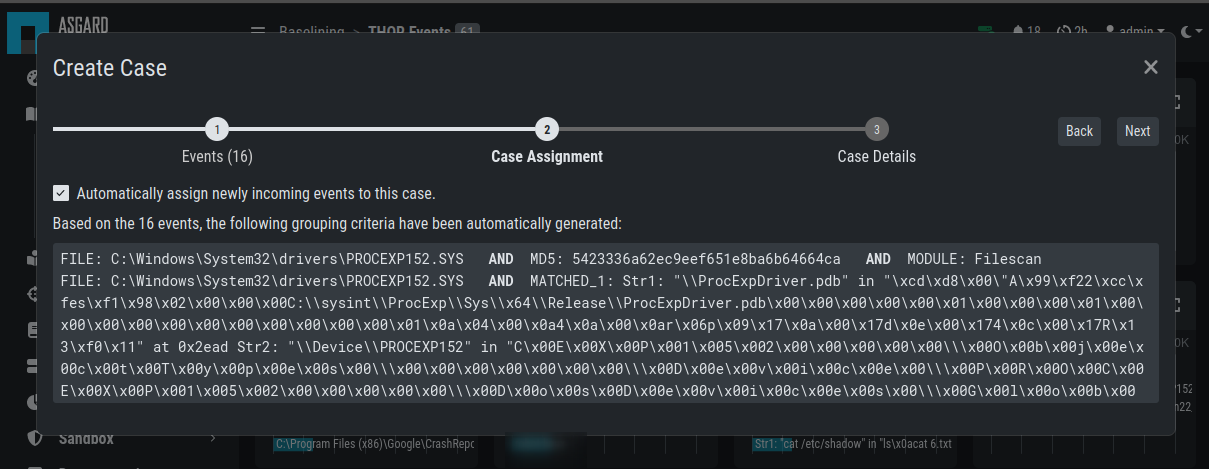 ASGARD
Baselining > THOR Events 61
18 2h admin
Create Case
1 2 3
Back Next
Events (16) Case Assignment Case Details
Automatically assign newly incoming events to this case.
Based on the 16 events, the following grouping criteria have been automatically generated:
FILE: C:\Windows\System32\drivers\PROCEXP152.SYS AND MD5: 5423336a62ec9eef651e8ba6b64664ca AND MODULE: Filescan
FILE: C:\Windows\System32\drivers\PROCEXP152.SYS AND MATCHED_1: Str1: "\\ProcExpDriver.pdb" in "\xcd\xd8\x00\"A\x99\xf22\xcc\x
fes\xf1\x98\x02\x00\x00\x00C:\\sysint\\ProcExp\\Sys\\x64\\Release\\ProcExpDriver.pdb\x00\x00\x00\x00\x00\x01\x00\x00\x00\x01\x00\
x00\x00\x00\x00\x00\x00\x00\x00\x00\x00\x01\x0a\x04\x00\x0a4\x0a\x00\x0ar\x06p\x09\x17\x0a\x00\x17d\x0e\x00\x174\x0c\x00\x17R\x1
3\xf0\x11" at 0x2ead Str2: "\\Device\\PROCEXP152" in "C\x00E\x00X\x00P\x001\x005\x002\x00\x00\x00\x00\x00\\\x00O\x00b\x00j\x00e\x
00c\x00t\x00T\x00y\x00p\x00e\x00s\x00\\\x00\x00\x00\x00\x00\x00\x00\\\x00D\x00e\x00v\x00i\x00c\x00e\x00\\\x00P\x00R\x00O\x00C\x00
E\x00X\x00P\x001\x005\x002\x00\x00\x00\x00\x00\\\x00D\x00o\x00s\x00D\x00e\x00v\x00i\x00c\x00e\x00s\x00\\\x00G\x00l\x00o\x00b\x00
Sandbox
C:\Program Files (x86)\Google\CrashRepo
Str1: "cat /etc/shadow" in "ls\x0acat 6.txt